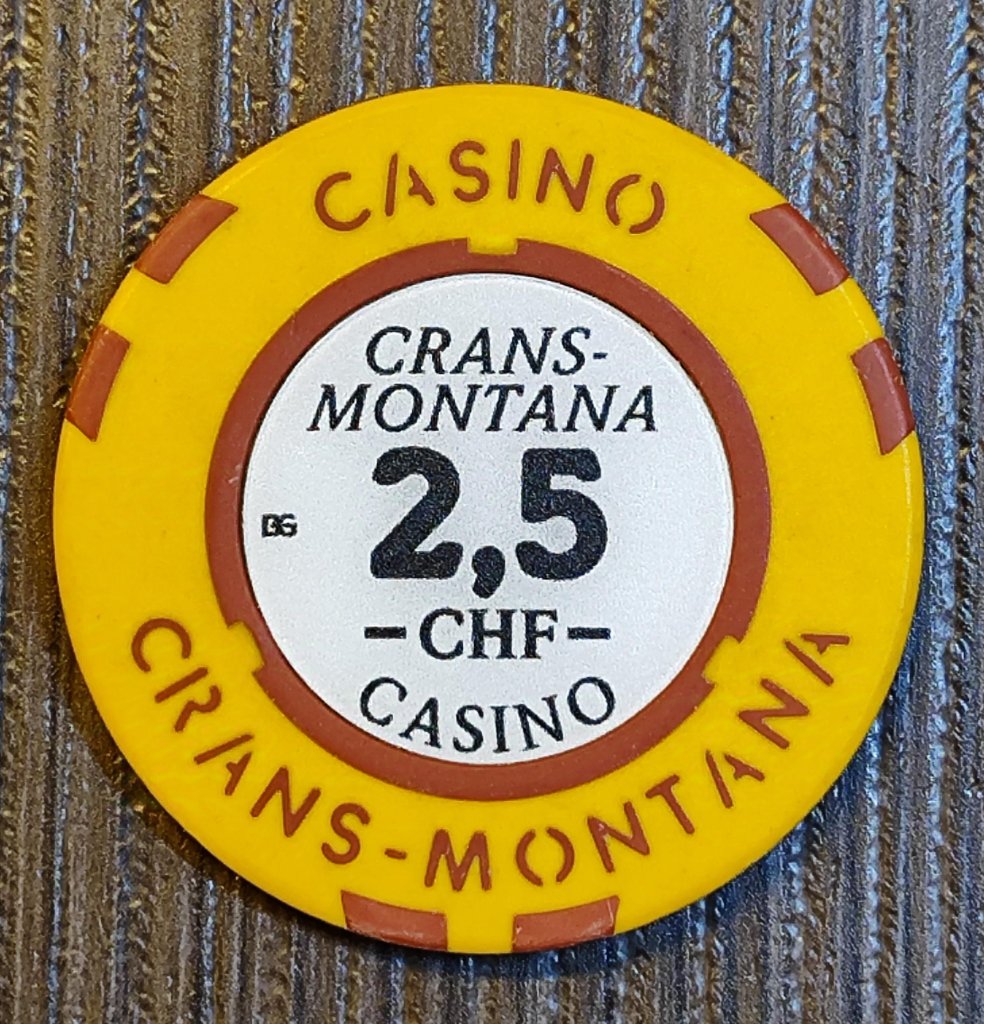 CASINO
CRANS-
MONTANA
2,5
BG
-CHF-
CASINO
CRANS-MONTANA